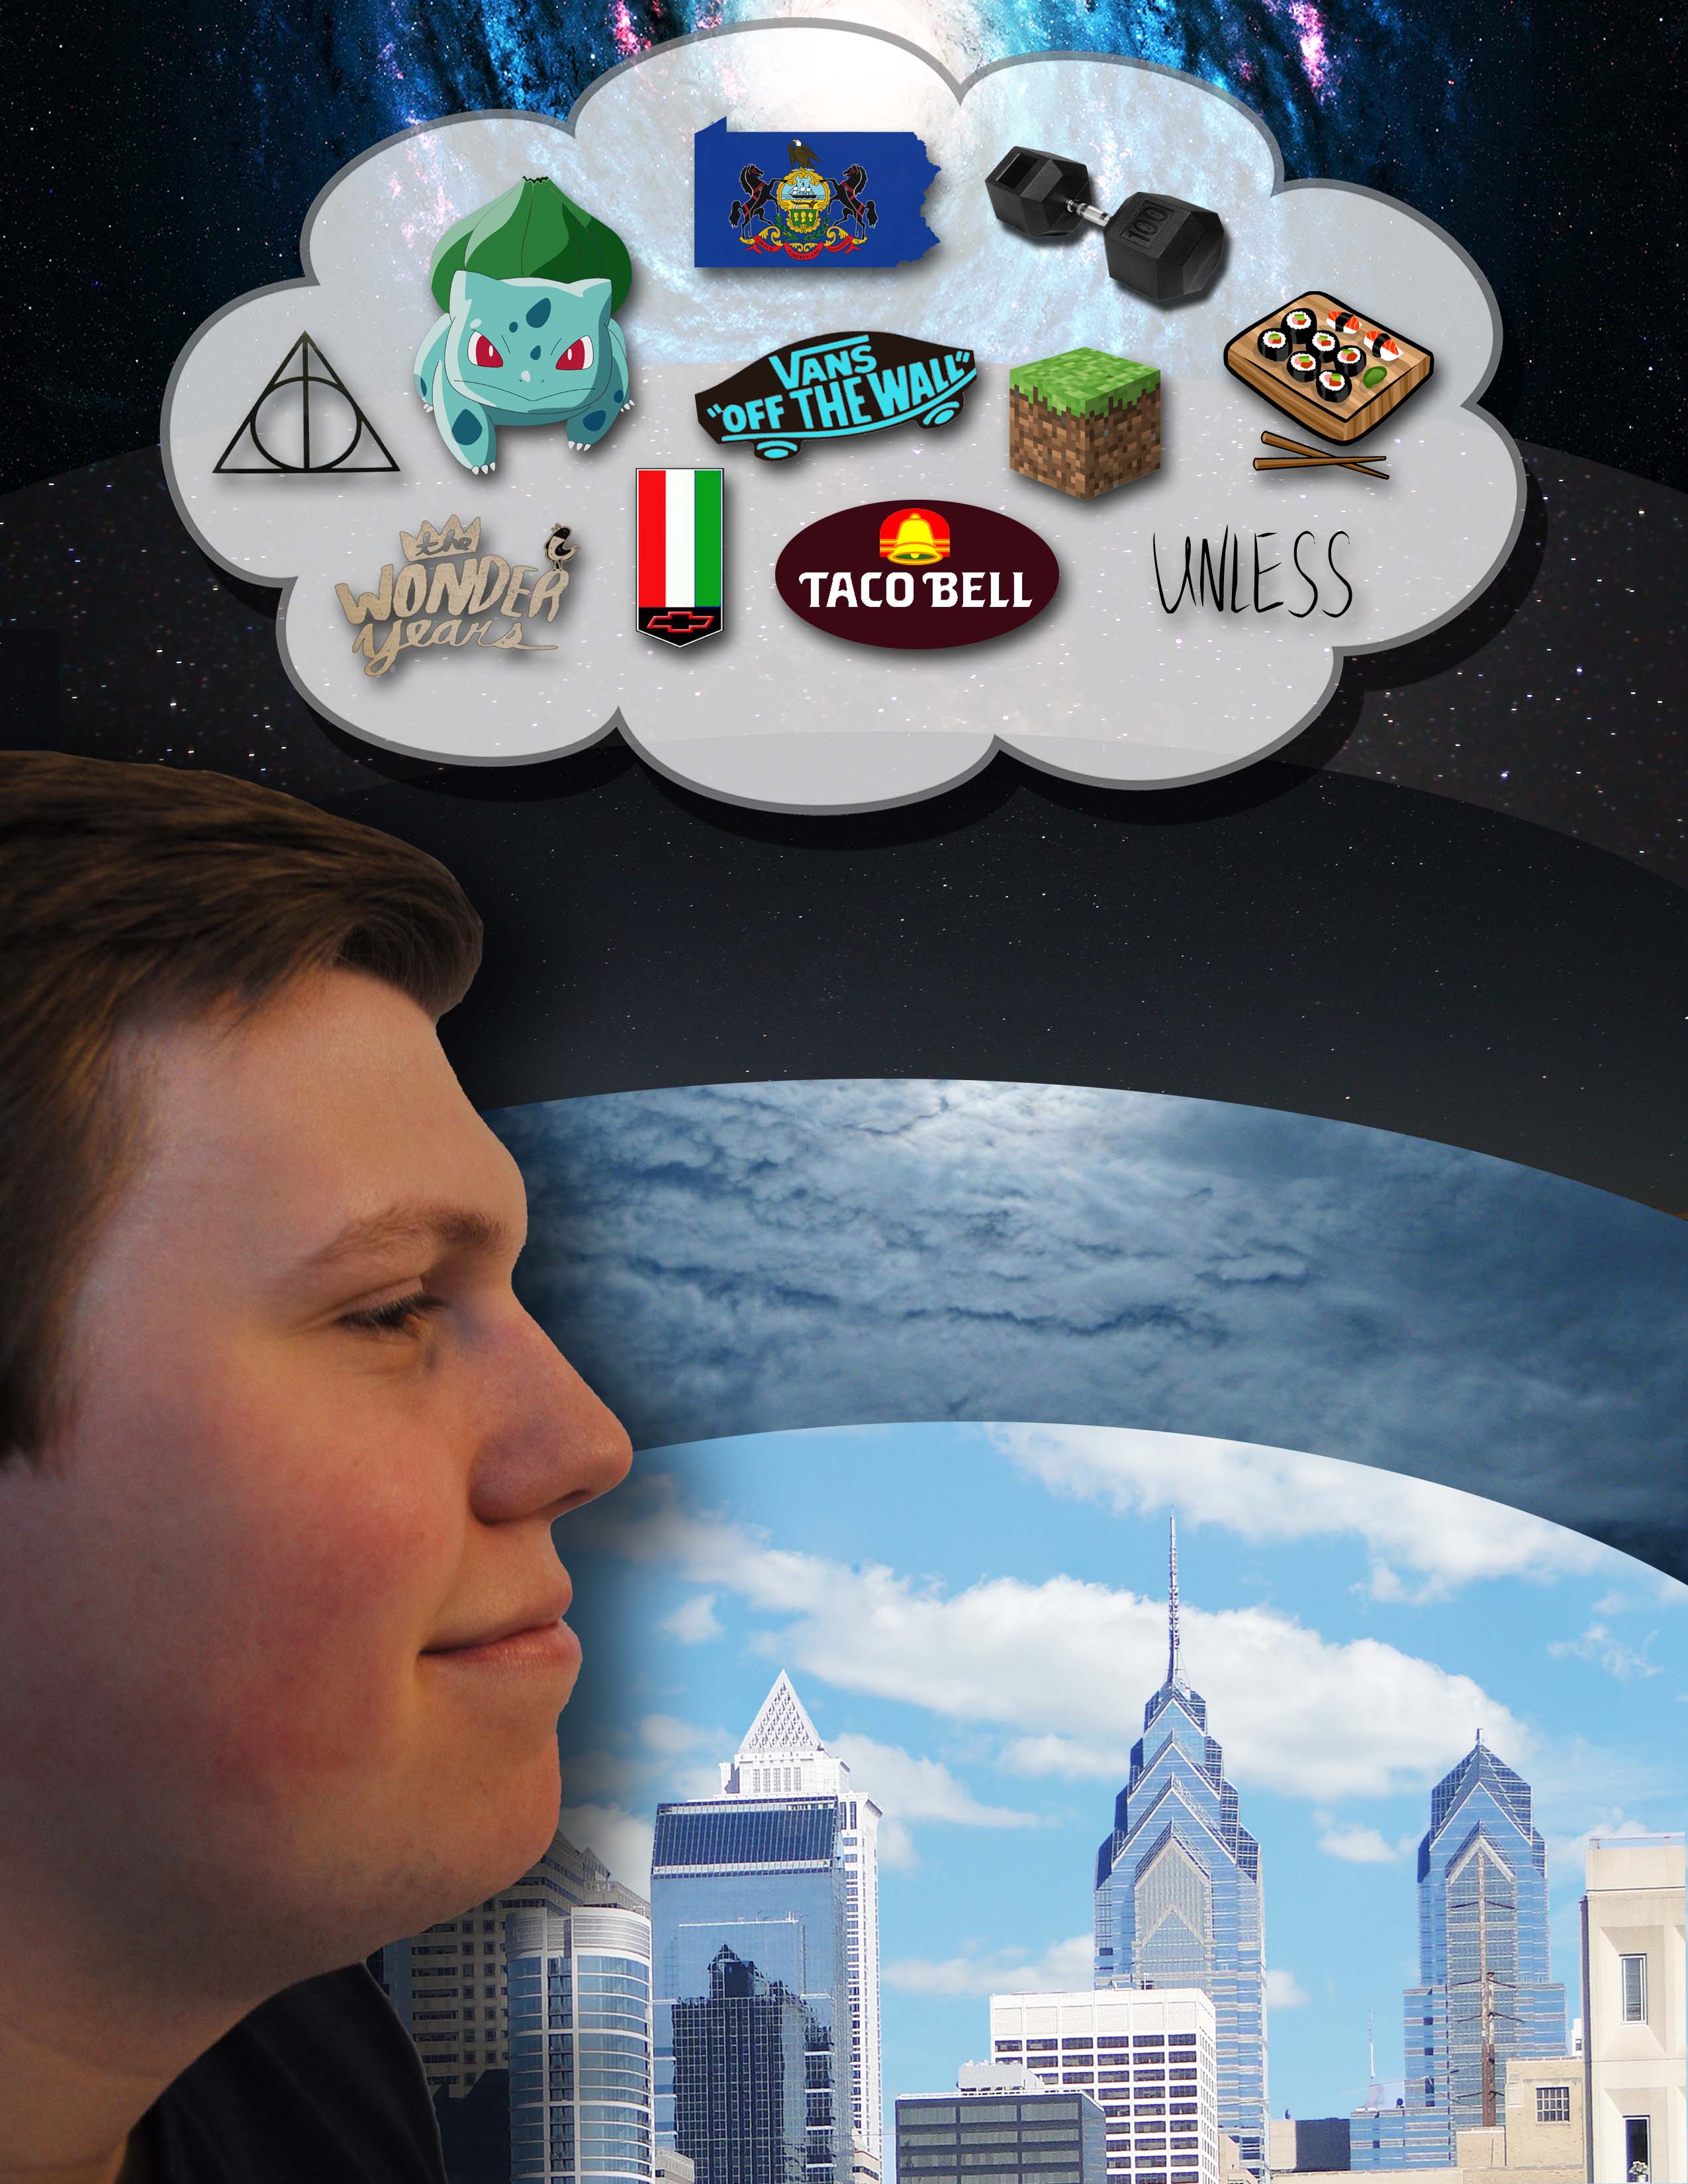 100
VANS
"OFF THE WALL"
the
WONDER
years
TACO BELL
UNLESS